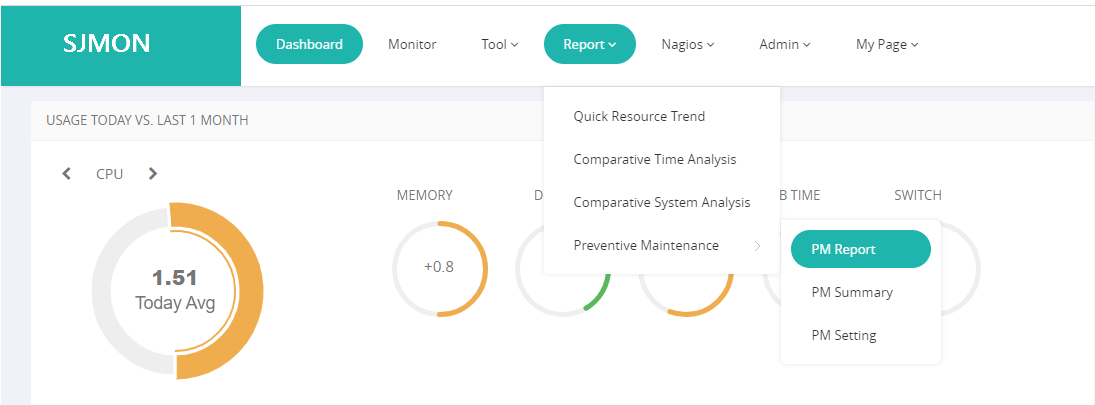 SJMON
Dashboard Monitor Tool Report Nagios Admin My Page
USAGE TODAY VS. LAST 1 MONTH
Quick Resource Trend
Comparative Time Analysis
Comparative System Analysis
Preventive Maintenance
PM Report
PM Summary
PM Setting
CPU
1.51
Today Avg
MEMORY
+0.8
TIME
SWITCH